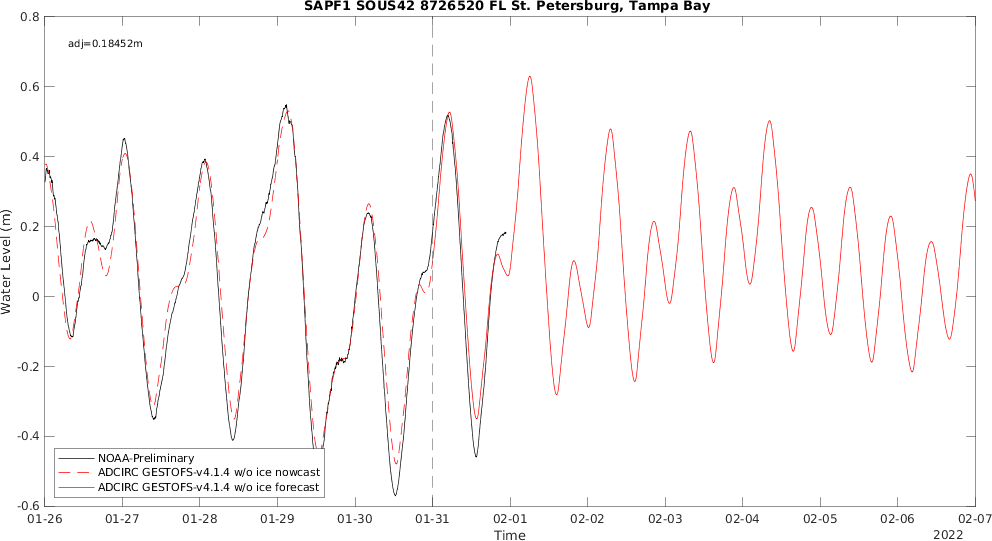 SAPF1 SOUS42 8726520 FL St. Petersburg, Tampa Bay
adj=0.18452m
0.8
0.6
0.4
0.2
0
-0.2
-0.4
-0.6
Water Level (m)
NOAA-Preliminary
ADCIRC GESTOFS-v4.1.4 w/o ice nowcast
ADCIRC GESTOFS-v4.1.4 w/o ice forecast
01-26 01-27 01-28 01-29 01-30 01-31 02-01 02-02 02-03 02-04 02-05 02-06 02-07
Time
2022